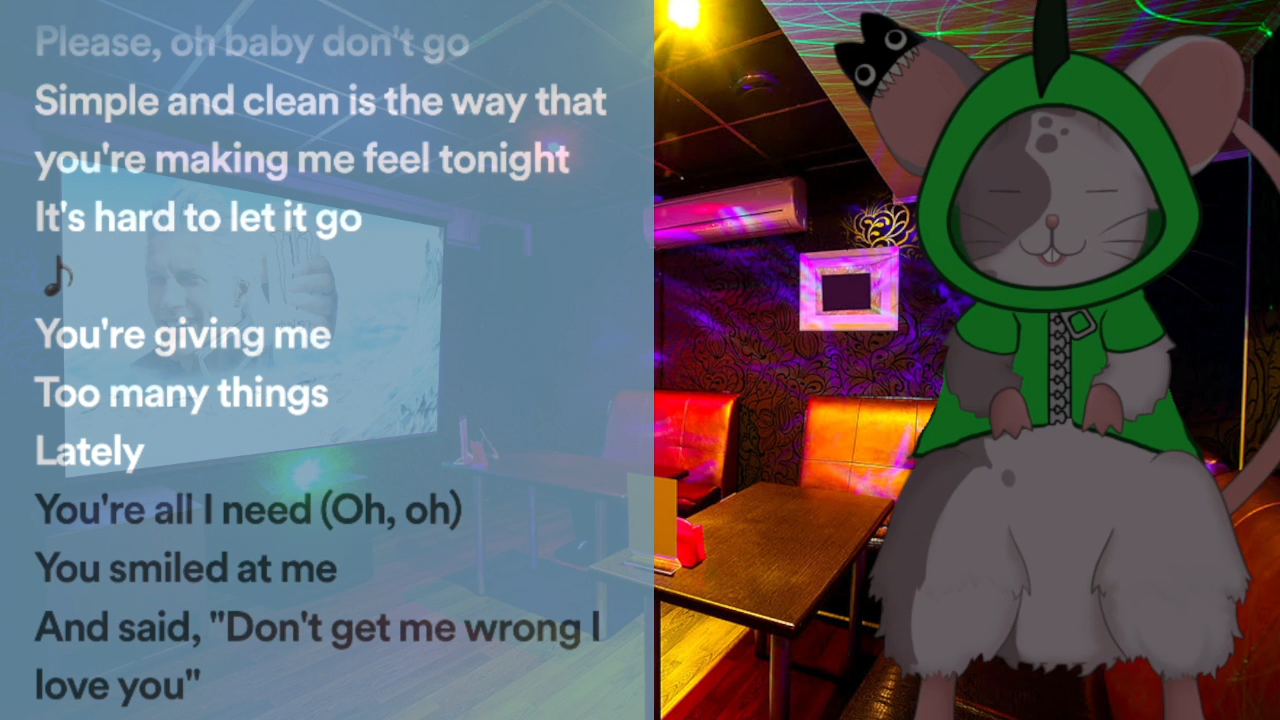 Please, oh baby don't go
Simple and clean is the way that
you're making me feel tonight
It's hard to let it go
♪
You're giving me
Too many things
Lately
You're all I need (Oh, oh)
You smiled at me
And said, "Don't get me wrong I
love you"